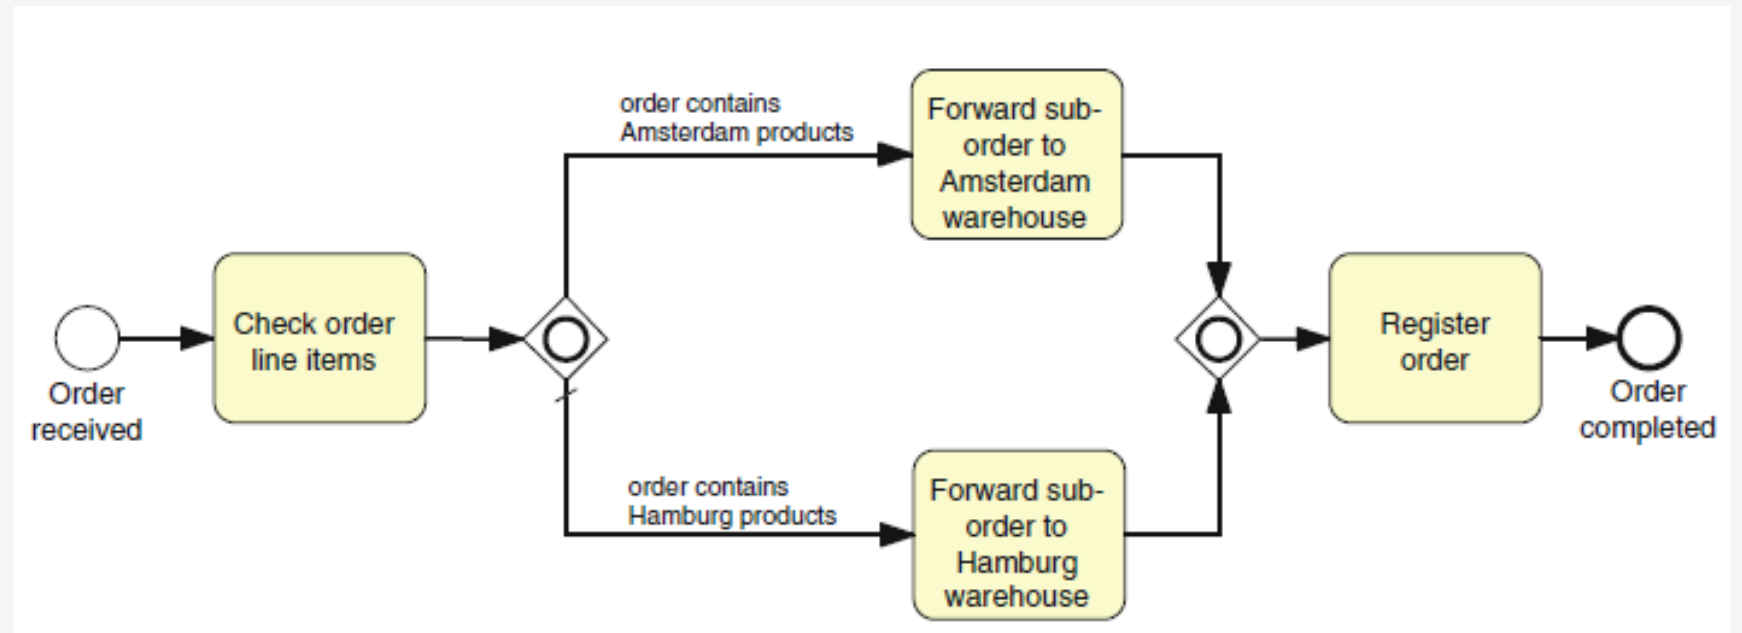 Order
received
Check order
line items
order contains
Amsterdam products
Forward sub-
order to
Amsterdam
warehouse
order contains
Hamburg products
Forward sub-
order to
Hamburg
warehouse
Register
order
Order
completed